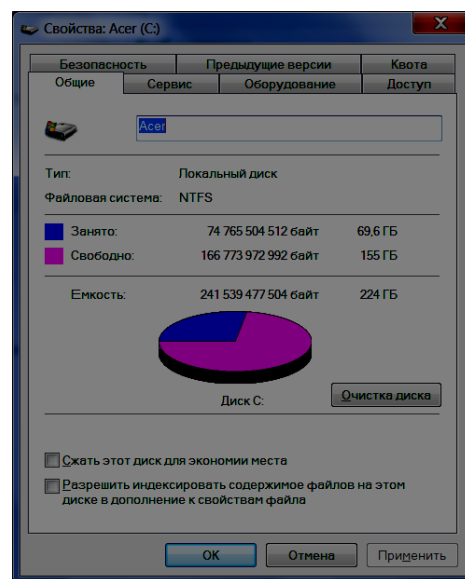 Свойства: Acer (C:)
Безопасность Предыдущие версии Квота
Общие Сервис Оборудование Доступ
Acer
Тип: Локальный диск
Файловая система: NTFS
Занято: 74 765 504 512 байт 69,6 ГБ
Свободно: 166 773 972 992 байт 155 ГБ
Емкость: 241 539 477 504 байт 224 ГБ
Диск C:
Очистка диска
Сжать этот диск для экономии места
Разрешить индексировать содержимое файлов на этом
диске в дополнение к свойствам файла
OK Отмена Применить